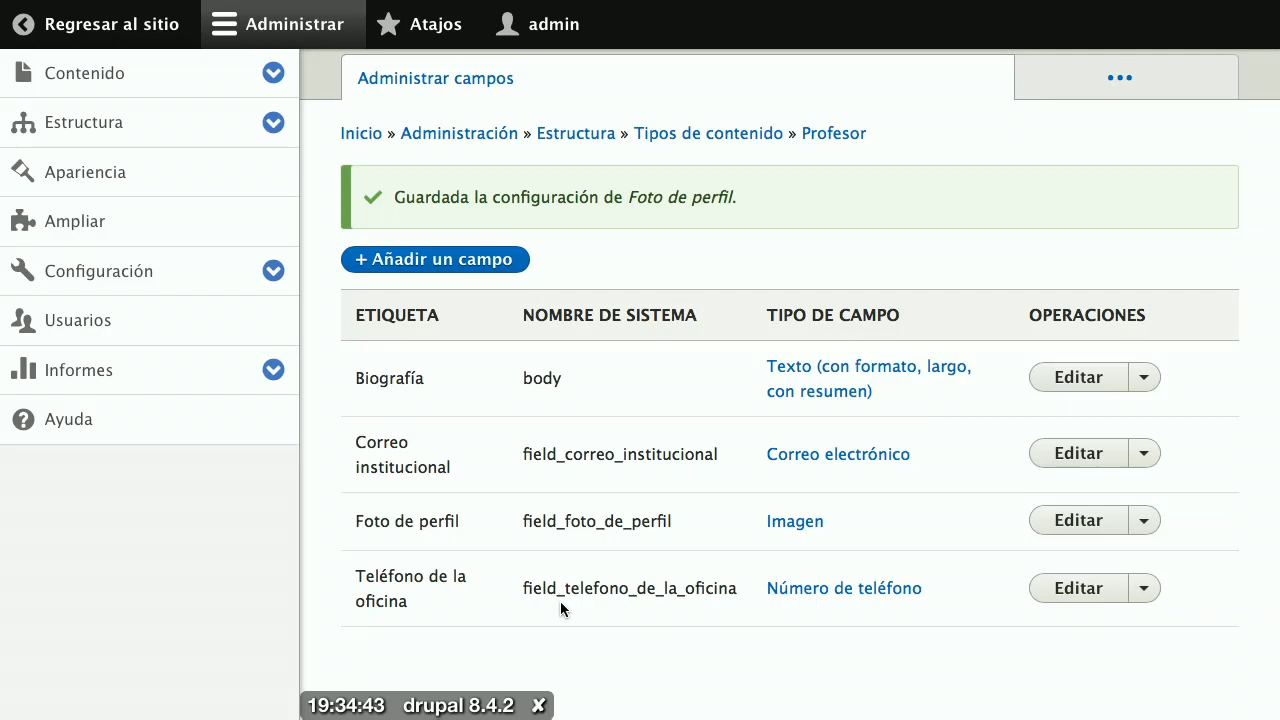 Regresar al sitio Administrar Atajos admin
Contenido
Estructura
Apariencia
Ampliar
Configuración
Usuarios
Informes
Ayuda
Administrar campos
Inicio » Administración » Estructura » Tipos de contenido » Profesor
Guardada la configuración de Foto de perfil.
+ Añadir un campo
ETIQUETA NOMBRE DE SISTEMA TIPO DE CAMPO OPERACIONES
Biografía body Texto (con formato, largo, con resumen) Editar
Correo institucional field_correo_institucional Correo electrónico Editar
Foto de perfil field_foto_de_perfil Imagen Editar
Teléfono de la oficina field_telefono_de_la_oficina Número de teléfono Editar
19:34:43 drupal 8.4.2 ✘